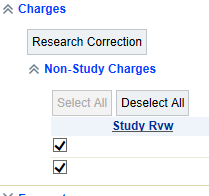 Charges
Research Correction
Non-Study Charges
Select All Deselect All
Study Rvw